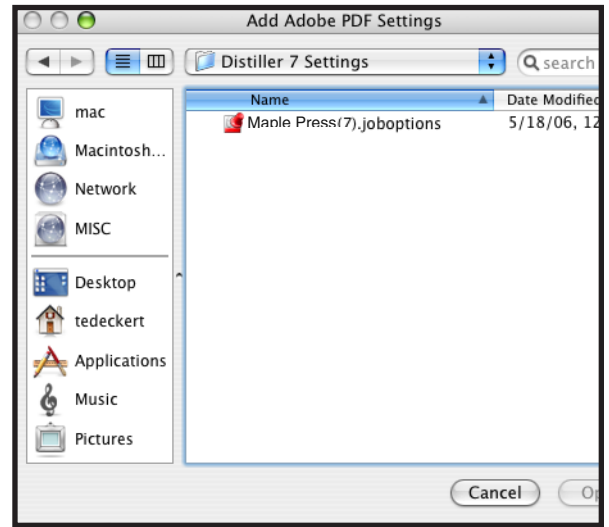 Add Adobe PDF Settings
Distiller 7 Settings
search
mac
Macintosh...
Network
MISC
Desktop
tedeckert
Applications
Music
Pictures
Name
Date Modified
Maple Press(7).joboptions
5/18/06, 12
Cancel
Op